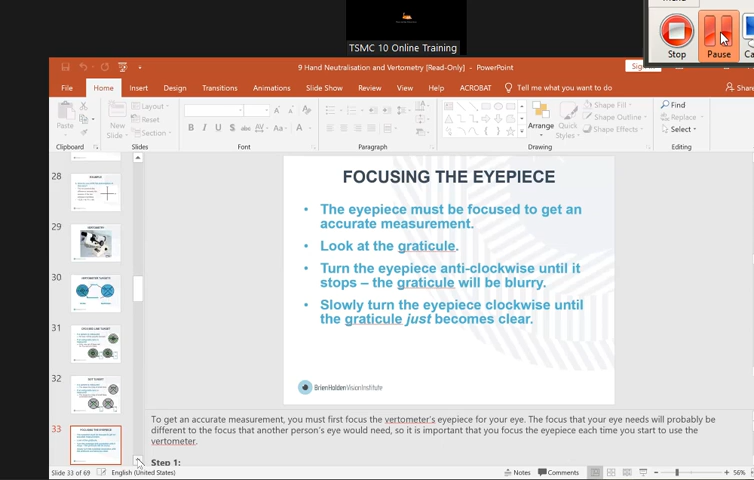 Menu
TSMC 10 Online Training
Stop
Pause
9 Hand Neutralisation and Vertometry [Read-Only] - PowerPoint
File Home Insert Design Transitions Animations Slide Show Review View Help ACROBAT Tell me what you want to do
Paste
New Slide
Layout
Reset
Section
Arrange
Quick Styles
Shape Fill
Shape Outline
Shape Effects
Find
Replace
Select
Clipboard Slides Font Paragraph Drawing Editing
28
29
30
31
32
33
FOCUSING THE EYEPIECE
• The eyepiece must be focused to get an
accurate measurement.
• Look at the graticule.
• Turn the eyepiece anti-clockwise until it
stops – the graticule will be blurry.
• Slowly turn the eyepiece clockwise until
the graticule just becomes clear.
Brien Holden Vision Institute
To get an accurate measurement, you must first focus the vertometer's eyepiece for your eye. The focus that your eye needs will probably be
different to the focus that another person's eye would need, so it is important that you focus the eyepiece each time you start to use the
vertometer.
Step 1:
Slide 33 of 69 English (United States) Notes Comments 56%